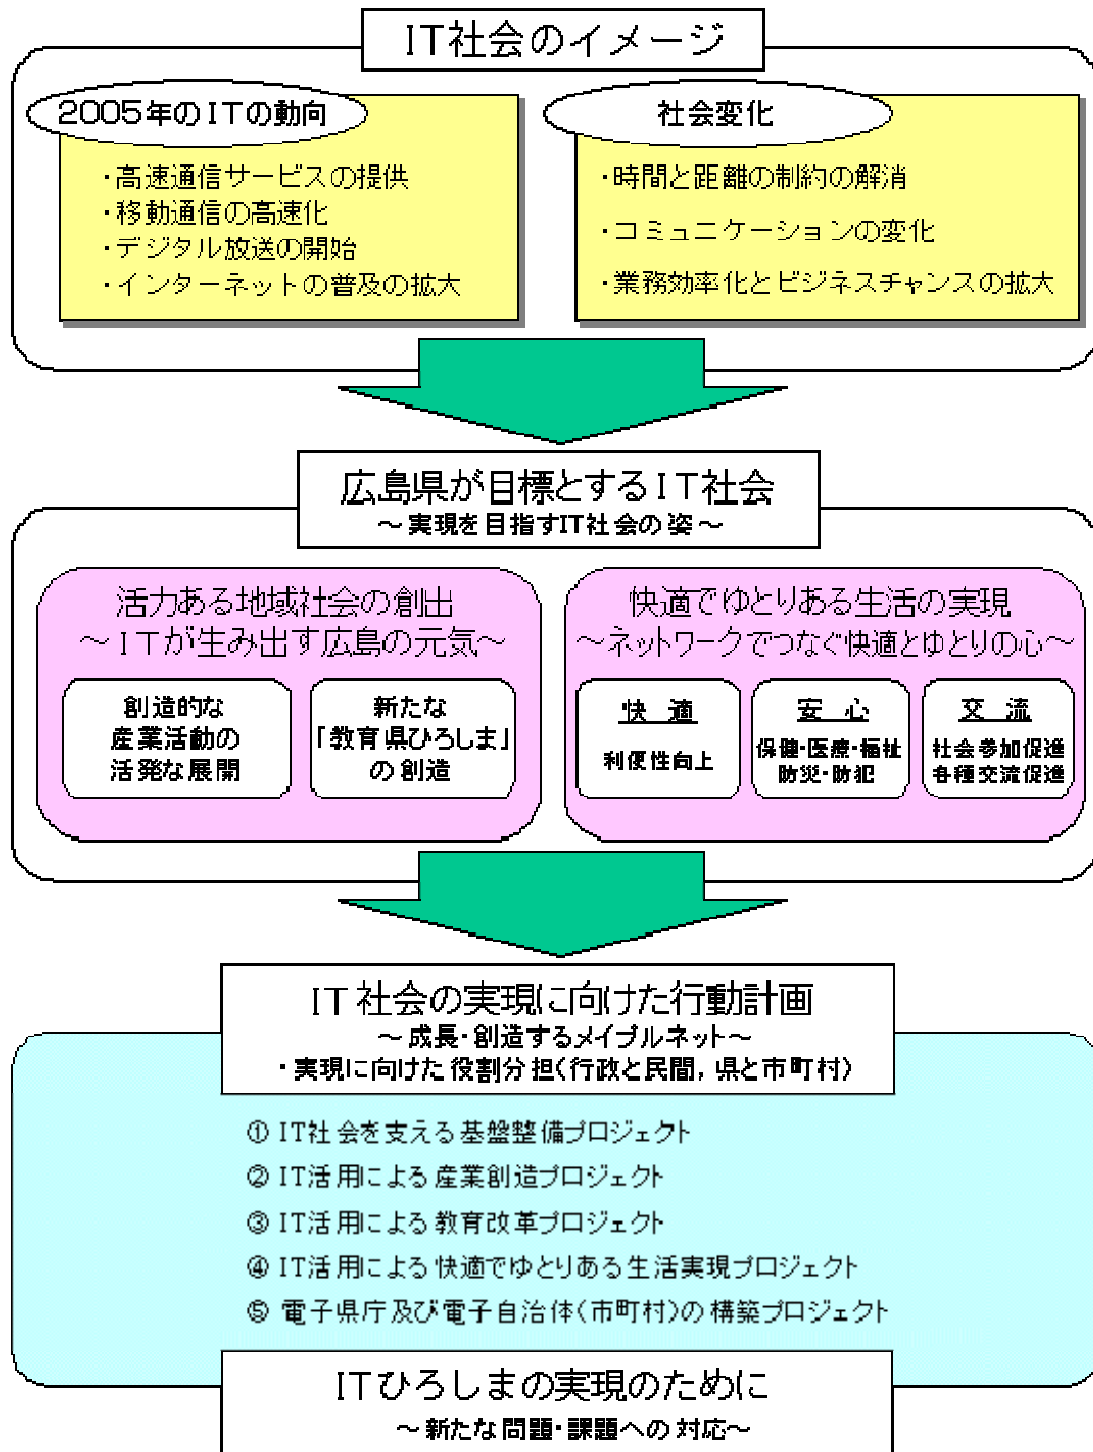 IT社会のイメージ
2005年のITの動向
・高速通信サービスの提供
・移動通信の高速化
・デジタル放送の開始
・インターネットの普及の拡大
社会変化
・時間と距離の制約の解消
・コミュニケーションの変化
・業務効率化とビジネスチャンスの拡大
広島県が目標とするIT社会
～実現を目指すIT社会の姿～
活力ある地域社会の創出
～ITが生み出す広島の元気～
創造的な
産業活動の
活発な展開
新たな
「教育県ひろしま」
の創造
快適でゆとりある生活の実現
～ネットワークでつなぐ快適とゆとりの心～
快 適
利便性向上
安 心
保健・医療・福祉
防災・防犯
交 流
社会参加促進
各種交流促進
IT社会の実現に向けた行動計画
～成長・創造するメイプルネット～
・実現に向けた役割分担(行政と民間，県と市町村)
① IT社会を支える基盤整備プロジェクト
② IT活用による産業創造プロジェクト
③ IT活用による教育改革プロジェクト
④ IT活用による快適でゆとりある生活実現プロジェクト
⑤ 電子県庁及び電子自治体(市町村)の構築プロジェクト
ITひろしまの実現のために
～新たな問題・課題への対応～